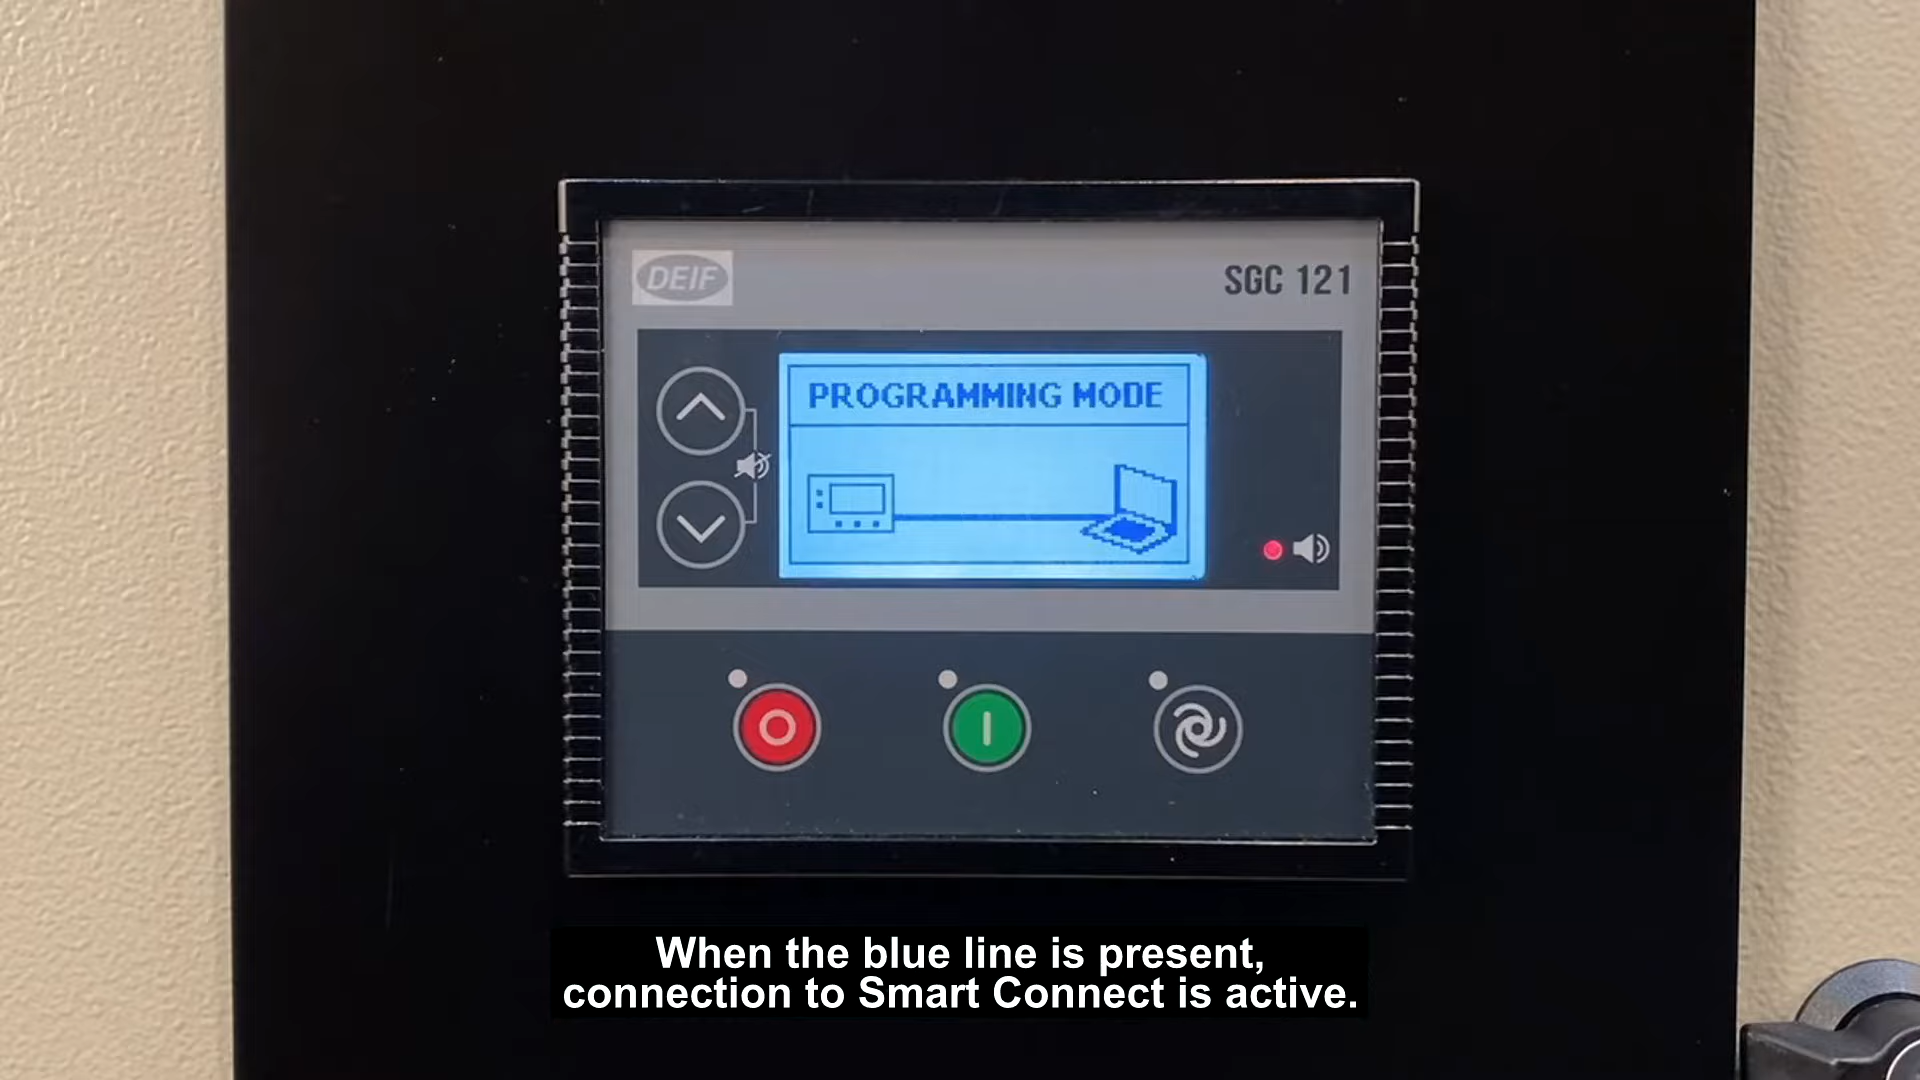 DEIF
SGC 121
PROGRAMMING MODE
When the blue line is present,
connection to Smart Connect is active.